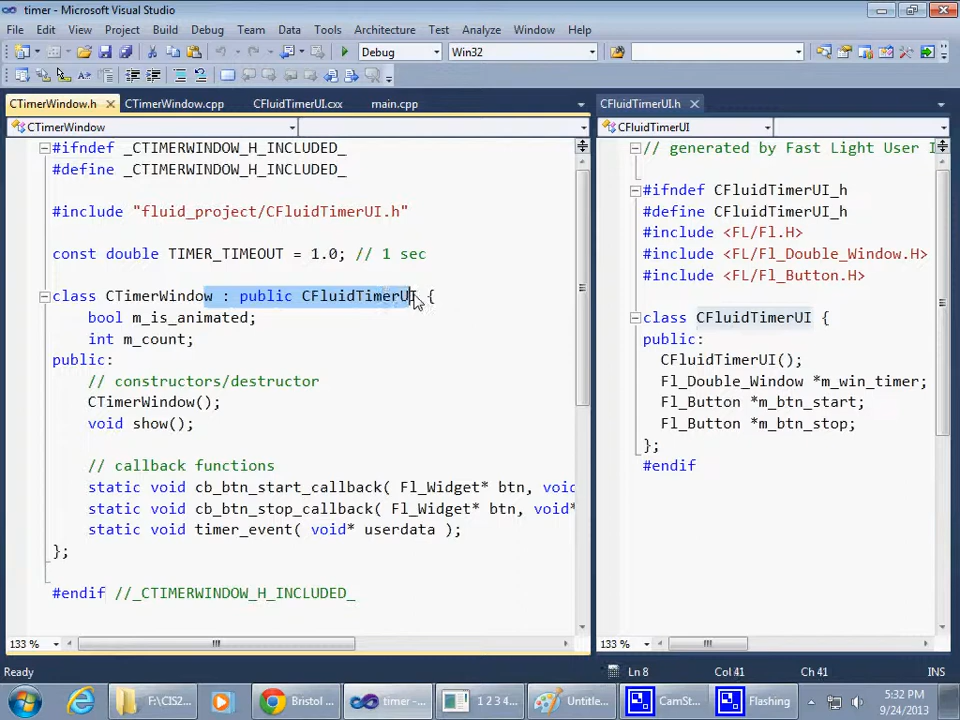 timer - Microsoft Visual Studio
File Edit View Project Build Debug Team Data Tools Architecture Test Analyze Window Help
Debug Win32
CTimerWindow.h CTimerWindow.cpp CFluidTimerUI.cxx main.cpp CFluidTimerUI.h
CTimerWindow CFluidTimerUI
#ifndef _CTIMERWINDOW_H_INCLUDED_
#define _CTIMERWINDOW_H_INCLUDED_
#include "fluid_project/CFluidTimerUI.h"
const double TIMER_TIMEOUT = 1.0; // 1 sec
class CTimerWindow : public CFluidTimerUI {
bool m_is_animated;
int m_count;
public:
// constructors/destructor
CTimerWindow();
void show();
// callback functions
static void cb_btn_start_callback( Fl_Widget* btn, void
static void cb_btn_stop_callback( Fl_Widget* btn, void*
static void timer_event( void* userdata );
};
#endif //_CTIMERWINDOW_H_INCLUDED_
// generated by Fast Light User I
#ifndef CFluidTimerUI_h
#define CFluidTimerUI_h
#include <FL/Fl.H>
#include <FL/Fl_Double_Window.H>
#include <FL/Fl_Button.H>
class CFluidTimerUI {
public:
CFluidTimerUI();
Fl_Double_Window *m_win_timer;
Fl_Button *m_btn_start;
Fl_Button *m_btn_stop;
};
#endif
133 % 133 %
Ready Ln 8 Col 41 Ch 41 INS
F:\CIS2... Bristol ... timer -... 1 2 3 4... Untitle... CamSt... Flashing 5:32 PM
9/24/2013